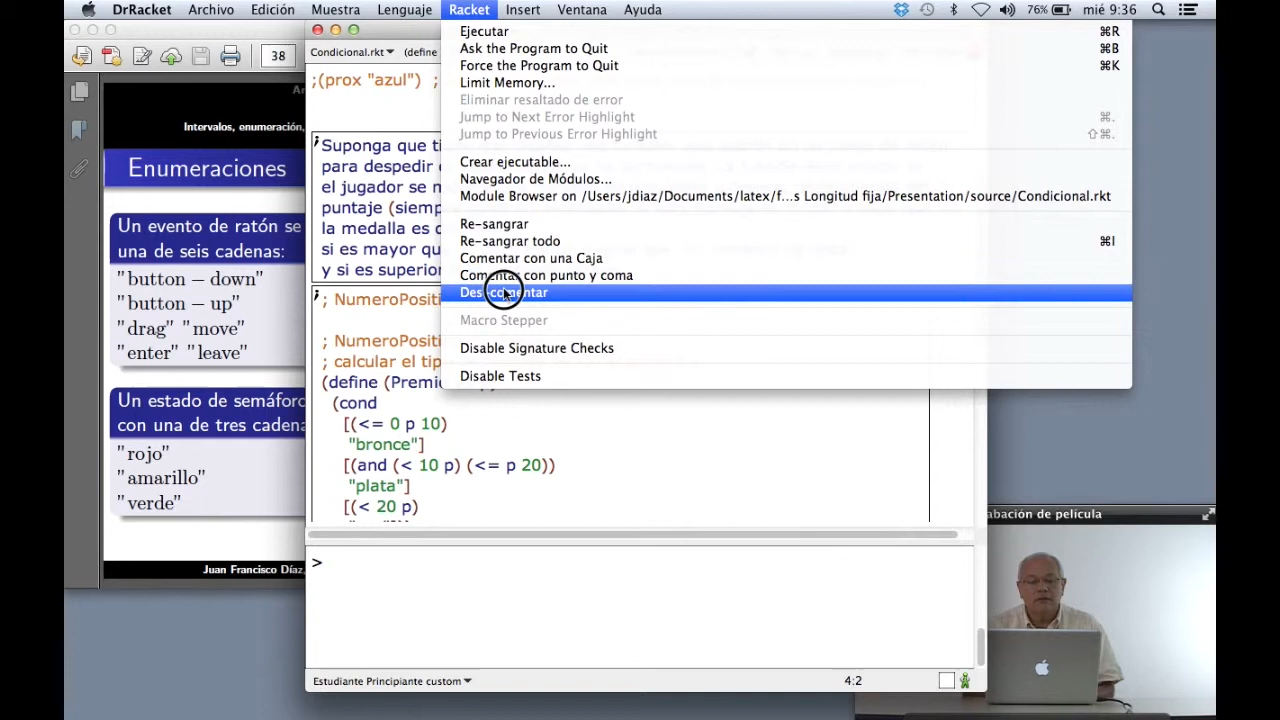 DrRacket Archivo Edición Muestra Lenguaje Racket Insert Ventana Ayuda 76% mié 9:36
38
Intervalos, enumeración,
Enumeraciones
Un evento de ratón se
una de seis cadenas:
"button – down"
"button – up"
"drag" "move"
"enter" "leave"
Un estado de semáforo
con una de tres cadena
"rojo"
"amarillo"
"verde"
Juan Francisco Díaz,
Condicional.rkt (define
;(prox "azul") ;
Suponga que ti
para despedir
el jugador se m
puntaje (siemp
la medalla es d
si es mayor qu
y si es superio
; NumeroPositi
; NumeroPositi
; calcular el tip
(define (Premi
(cond
[(<= 0 p 10)
"bronce"]
[(and (< 10 p) (<= p 20))
"plata"]
[(< 20 p)
>
Estudiante Principiante custom
4:2
Ejecutar ⌘R
Ask the Program to Quit ⌘B
Force the Program to Quit ⌘K
Limit Memory...
Eliminar resaltado de error
Jump to Next Error Highlight ⌘.
Jump to Previous Error Highlight ⇧⌘.
Crear ejecutable...
Navegador de Módulos...
Module Browser on /Users/jdiaz/Documents/latex/f...s Longitud fija/Presentation/source/Condicional.rkt
Re-sangrar
Re-sangrar todo ⌘I
Comentar con una Caja
Comentar con punto y coma
Descomentar
Macro Stepper
Disable Signature Checks
Disable Tests
abación de película